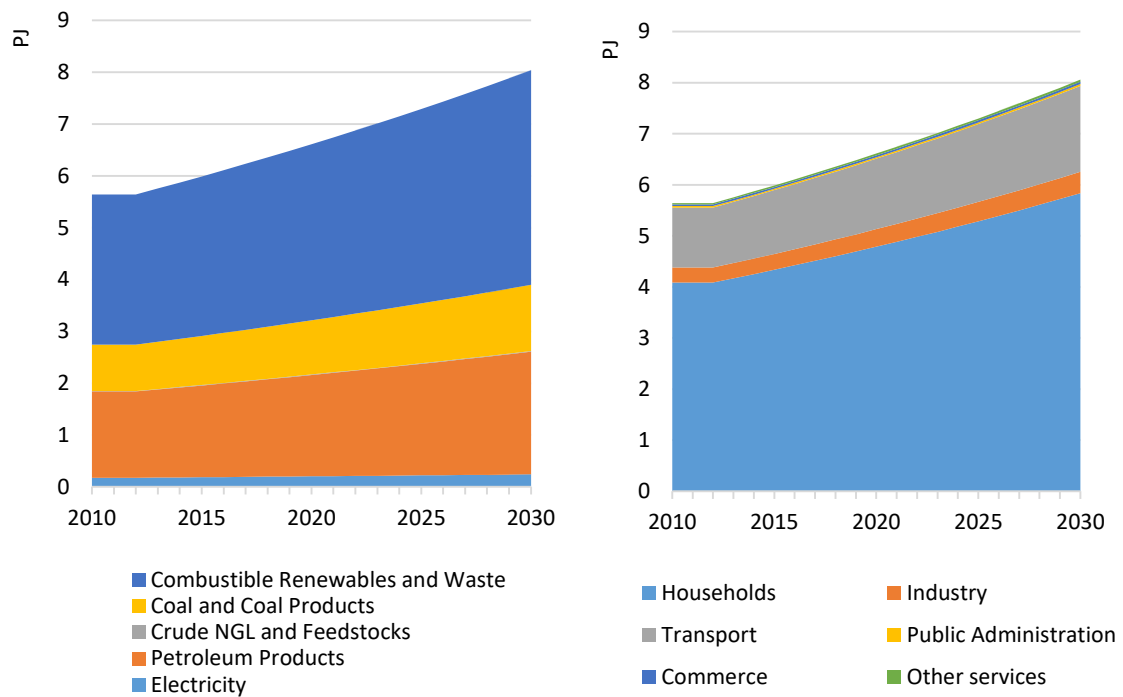 PJ
9
8
7
6
5
4
3
2
1
0
2010 2015 2020 2025 2030
Combustible Renewables and Waste
Coal and Coal Products
Crude NGL and Feedstocks
Petroleum Products
Electricity
PJ
9
8
7
6
5
4
3
2
1
0
2010 2015 2020 2025 2030
Households Industry
Transport Public Administration
Commerce Other services